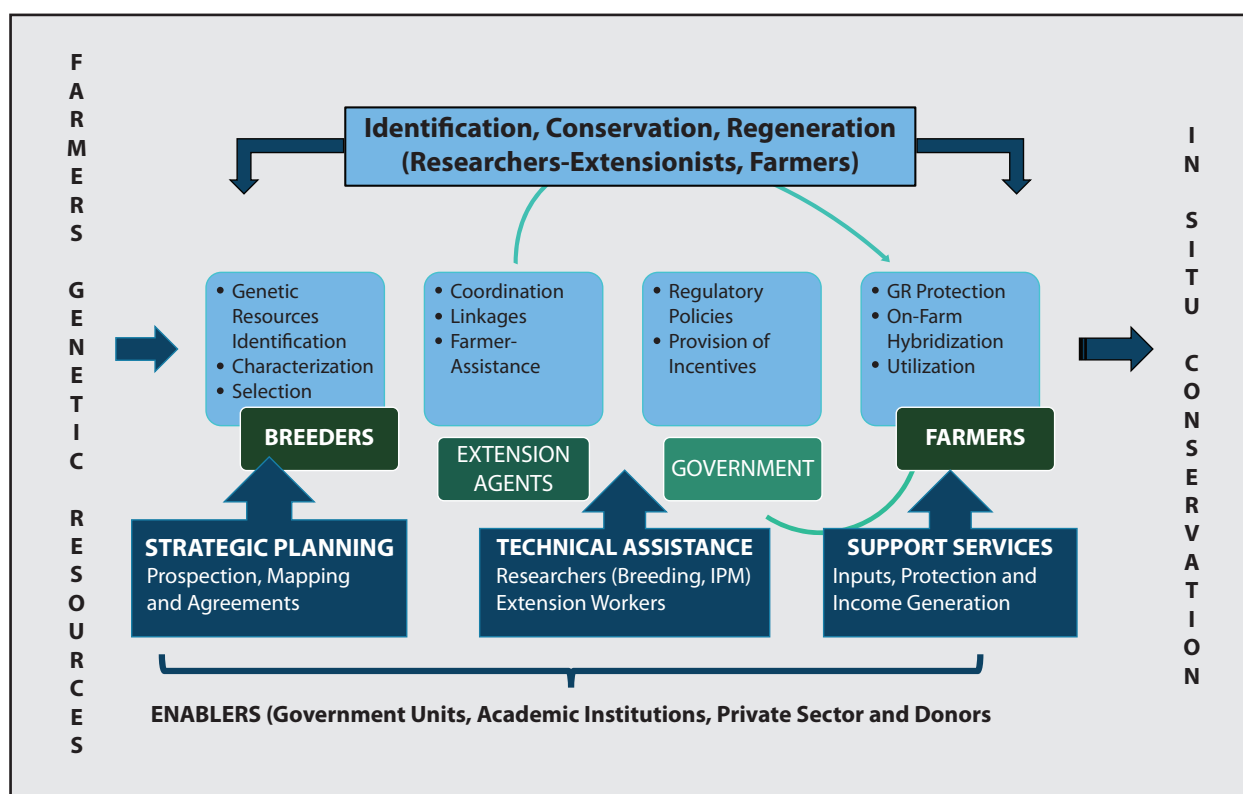 FARMERS GENETIC RESOURCES
Identification, Conservation, Regeneration
(Researchers-Extensionists, Farmers)
• Genetic
Resources
Identification
• Characterization
• Selection
BREEDERS
• Coordination
• Linkages
• Farmer-
Assistance
EXTENSION
AGENTS
• Regulatory
Policies
• Provision of
Incentives
GOVERNMENT
• GR Protection
• On-Farm
Hybridization
• Utilization
FARMERS
STRATEGIC PLANNING
Prospection, Mapping
and Agreements
TECHNICAL ASSISTANCE
Researchers (Breeding, IPM)
Extension Workers
SUPPORT SERVICES
Inputs, Protection and
Income Generation
ENABLERS (Government Units, Academic Institutions, Private Sector and Donors
IN SITU CONSERVATION